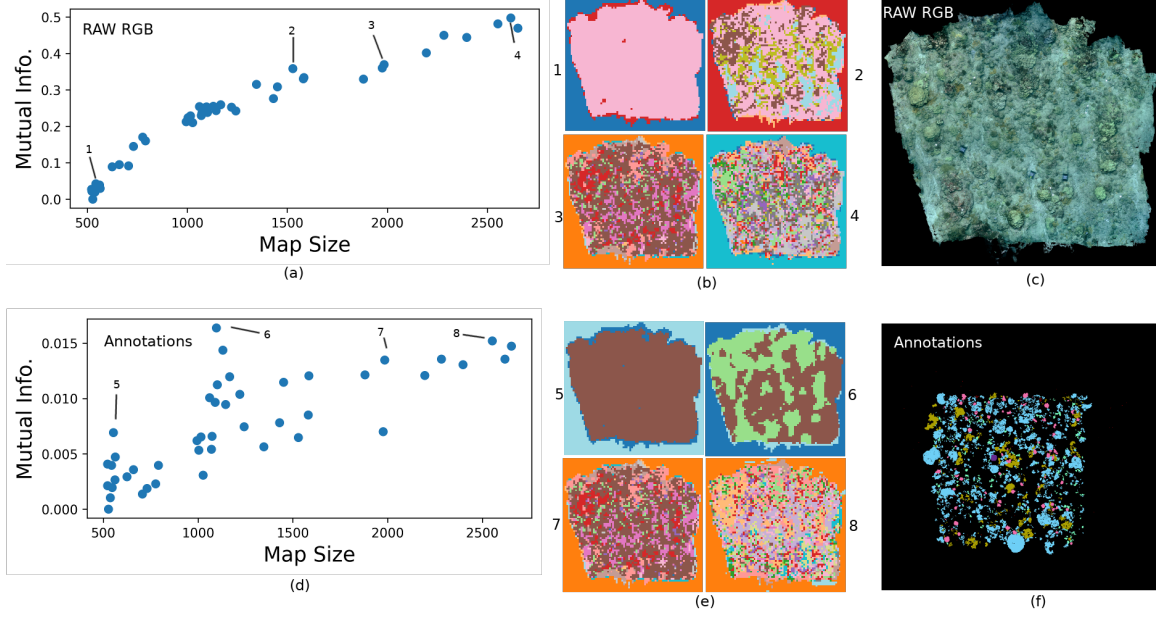 RAW RGB
Mutual Info.
0.5
0.4
0.3
0.2
0.1
0.0
1
2
3
4
500
1000
1500
2000
2500
Map Size
(a)
1
2
3
4
(b)
RAW RGB
(c)
Annotations
Mutual Info.
0.015
0.010
0.005
0.000
5
6
7
8
500
1000
1500
2000
2500
Map Size
(d)
5
6
7
8
(e)
Annotations
(f)